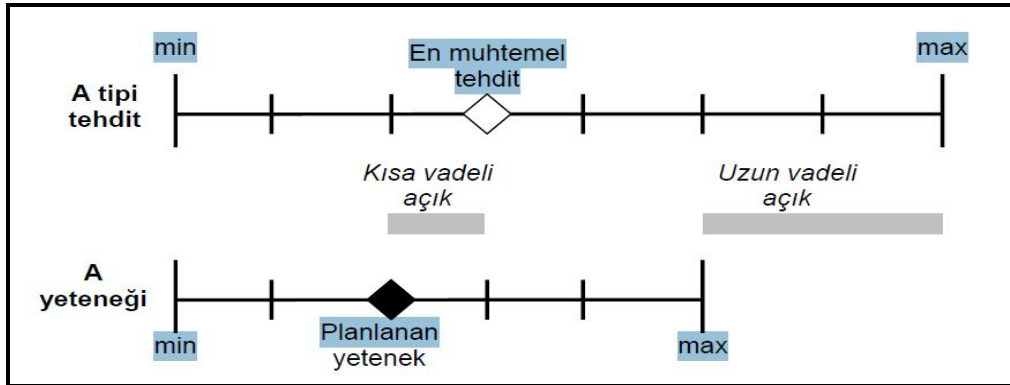 min
En muhtemel
tehdit
max
A tipi
tehdit
Kısa vadeli
açık
Uzun vadeli
açık
A
yeteneği
min
Planlanan
yetenek
max